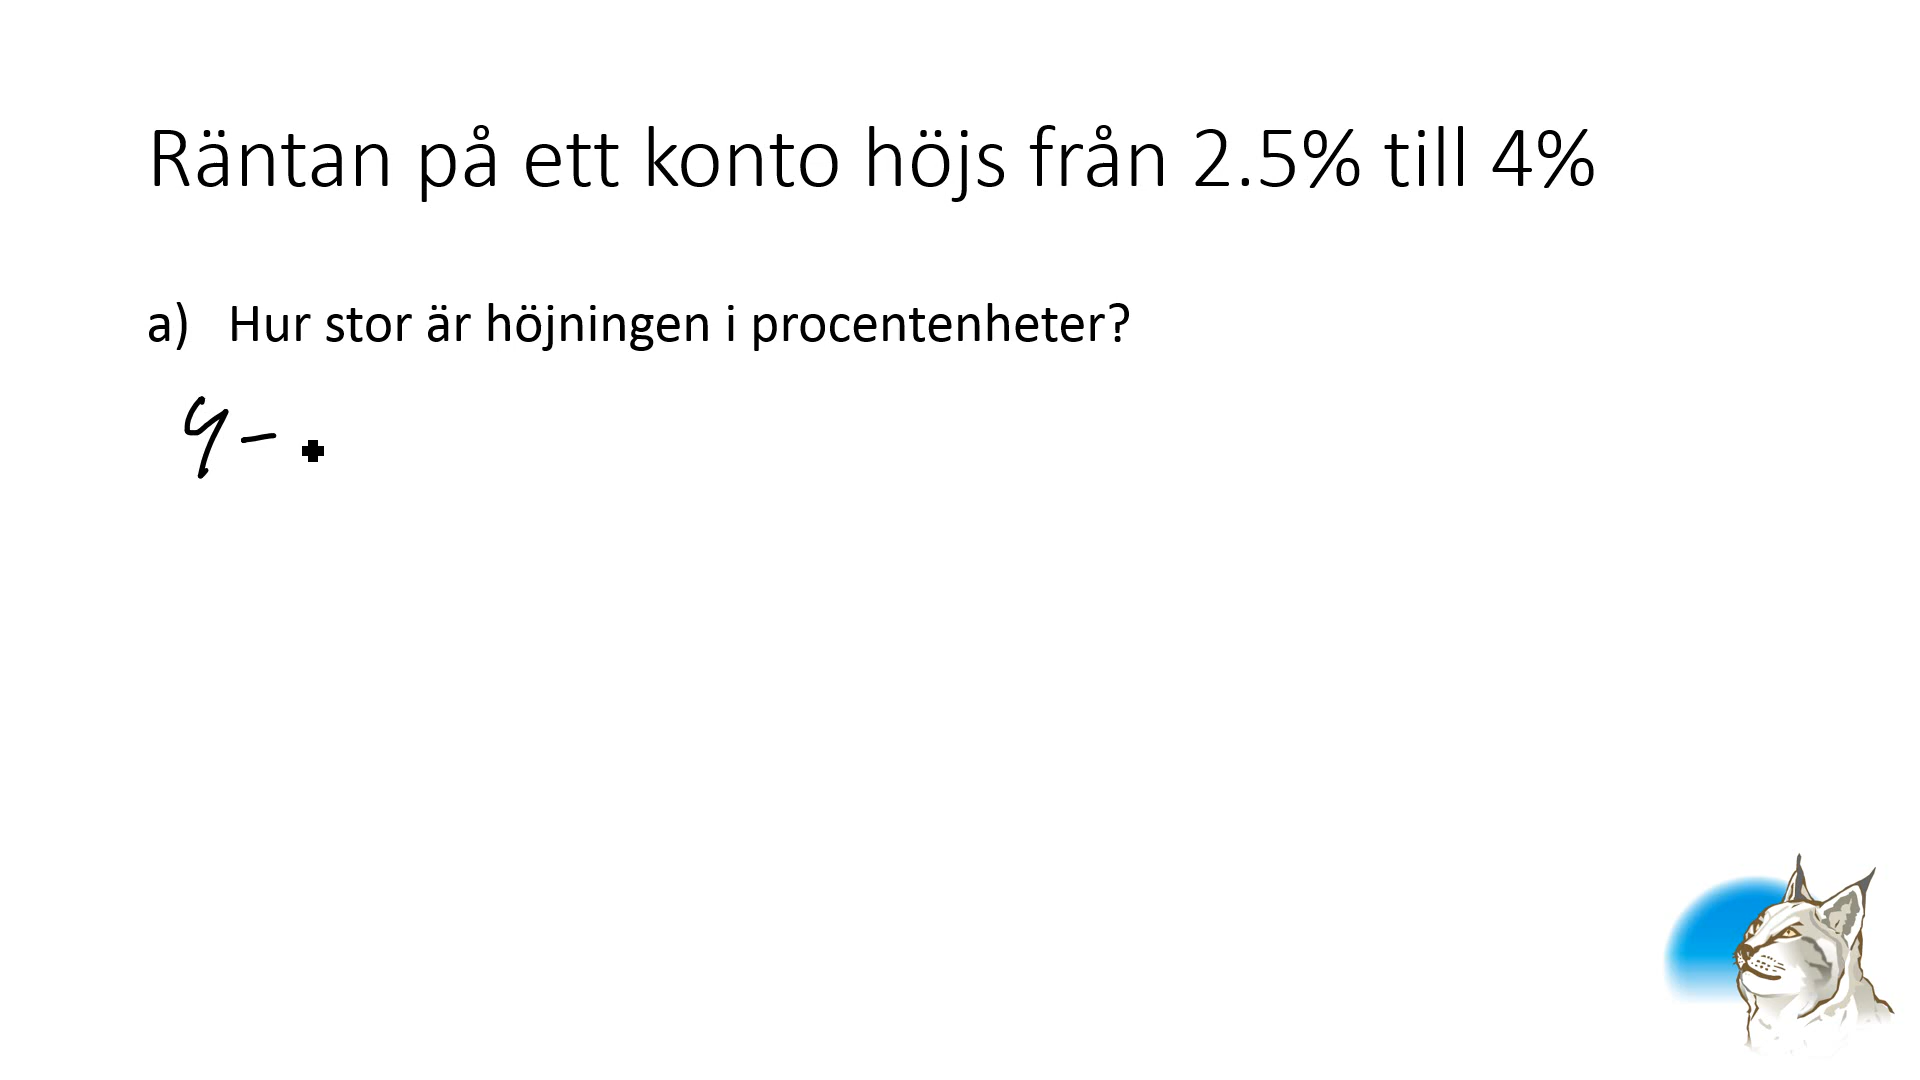 Räntan på ett konto höjs från 2.5% till 4%
a) Hur stor är höjningen i procentenheter?
4 -